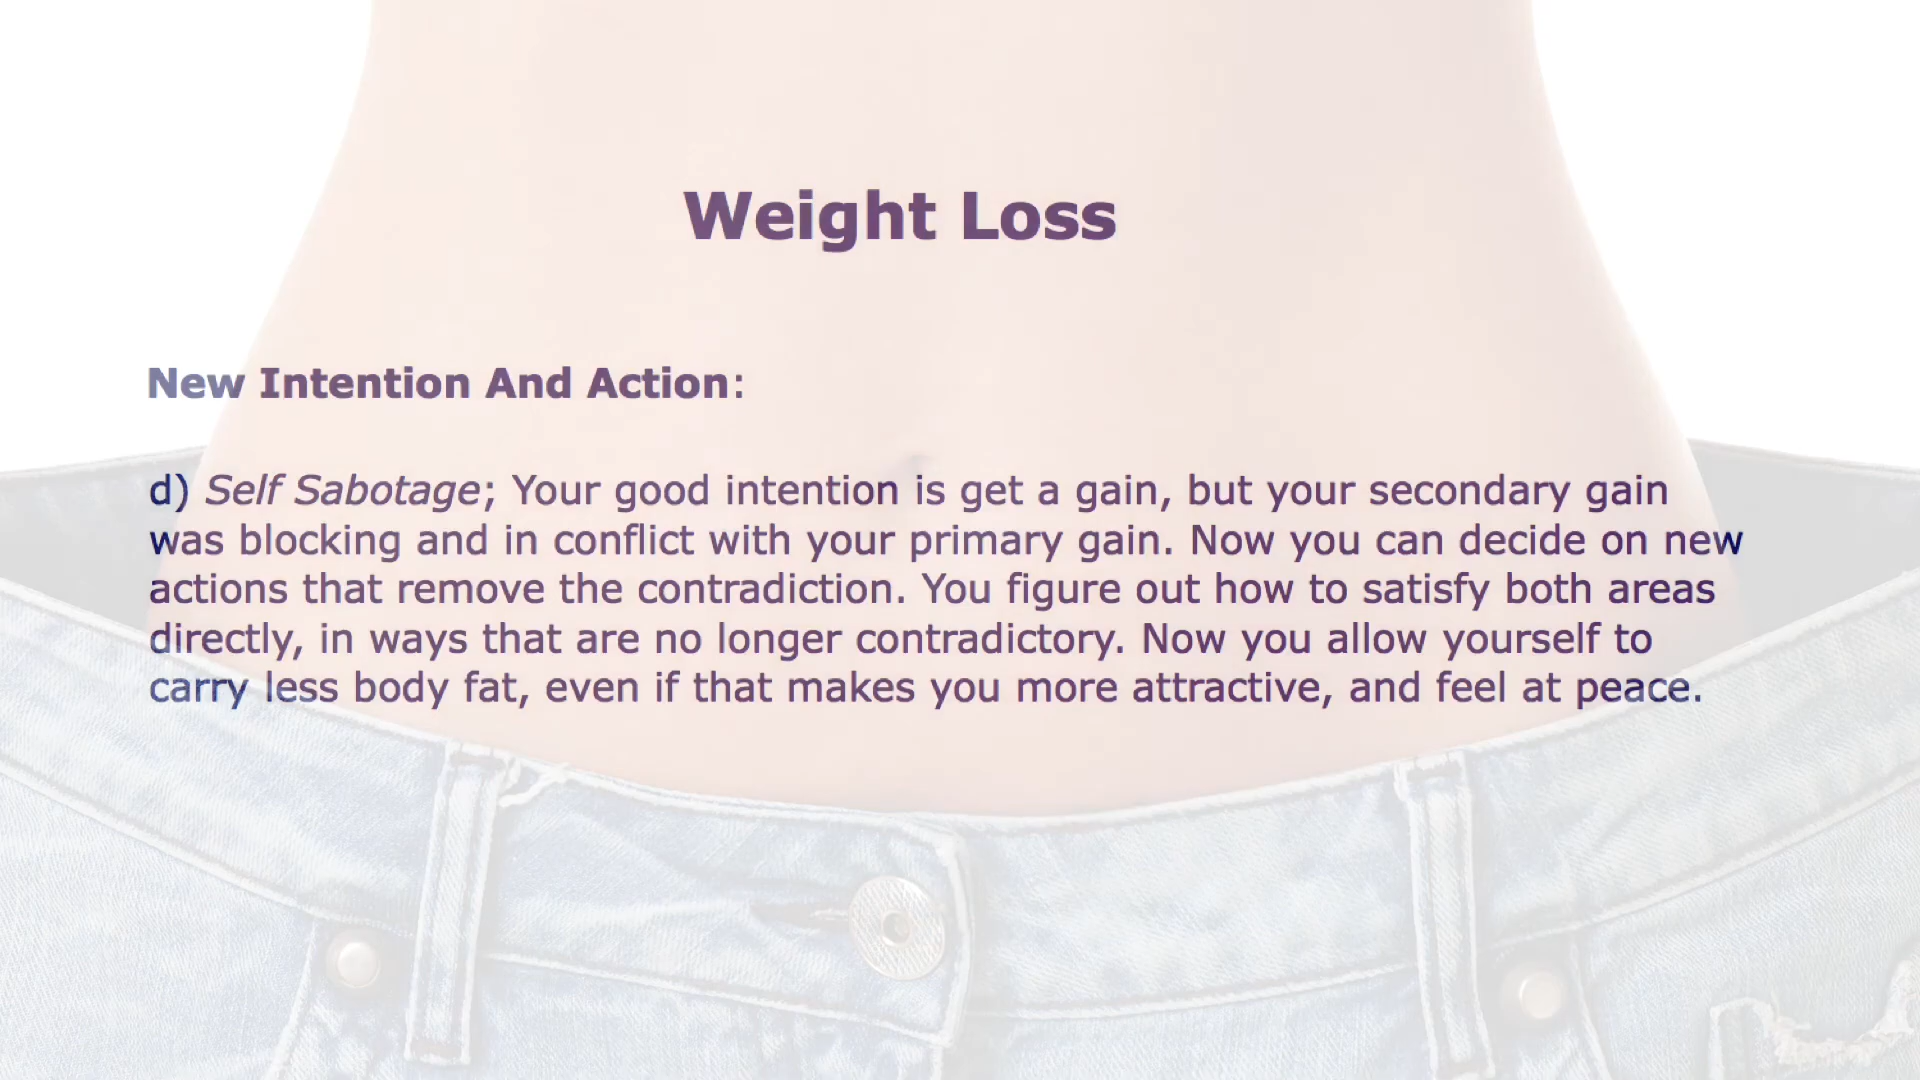 Weight Loss
New Intention And Action:
d) Self Sabotage; Your good intention is get a gain, but your secondary gain
was blocking and in conflict with your primary gain. Now you can decide on new
actions that remove the contradiction. You figure out how to satisfy both areas
directly, in ways that are no longer contradictory. Now you allow yourself to
carry less body fat, even if that makes you more attractive, and feel at peace.